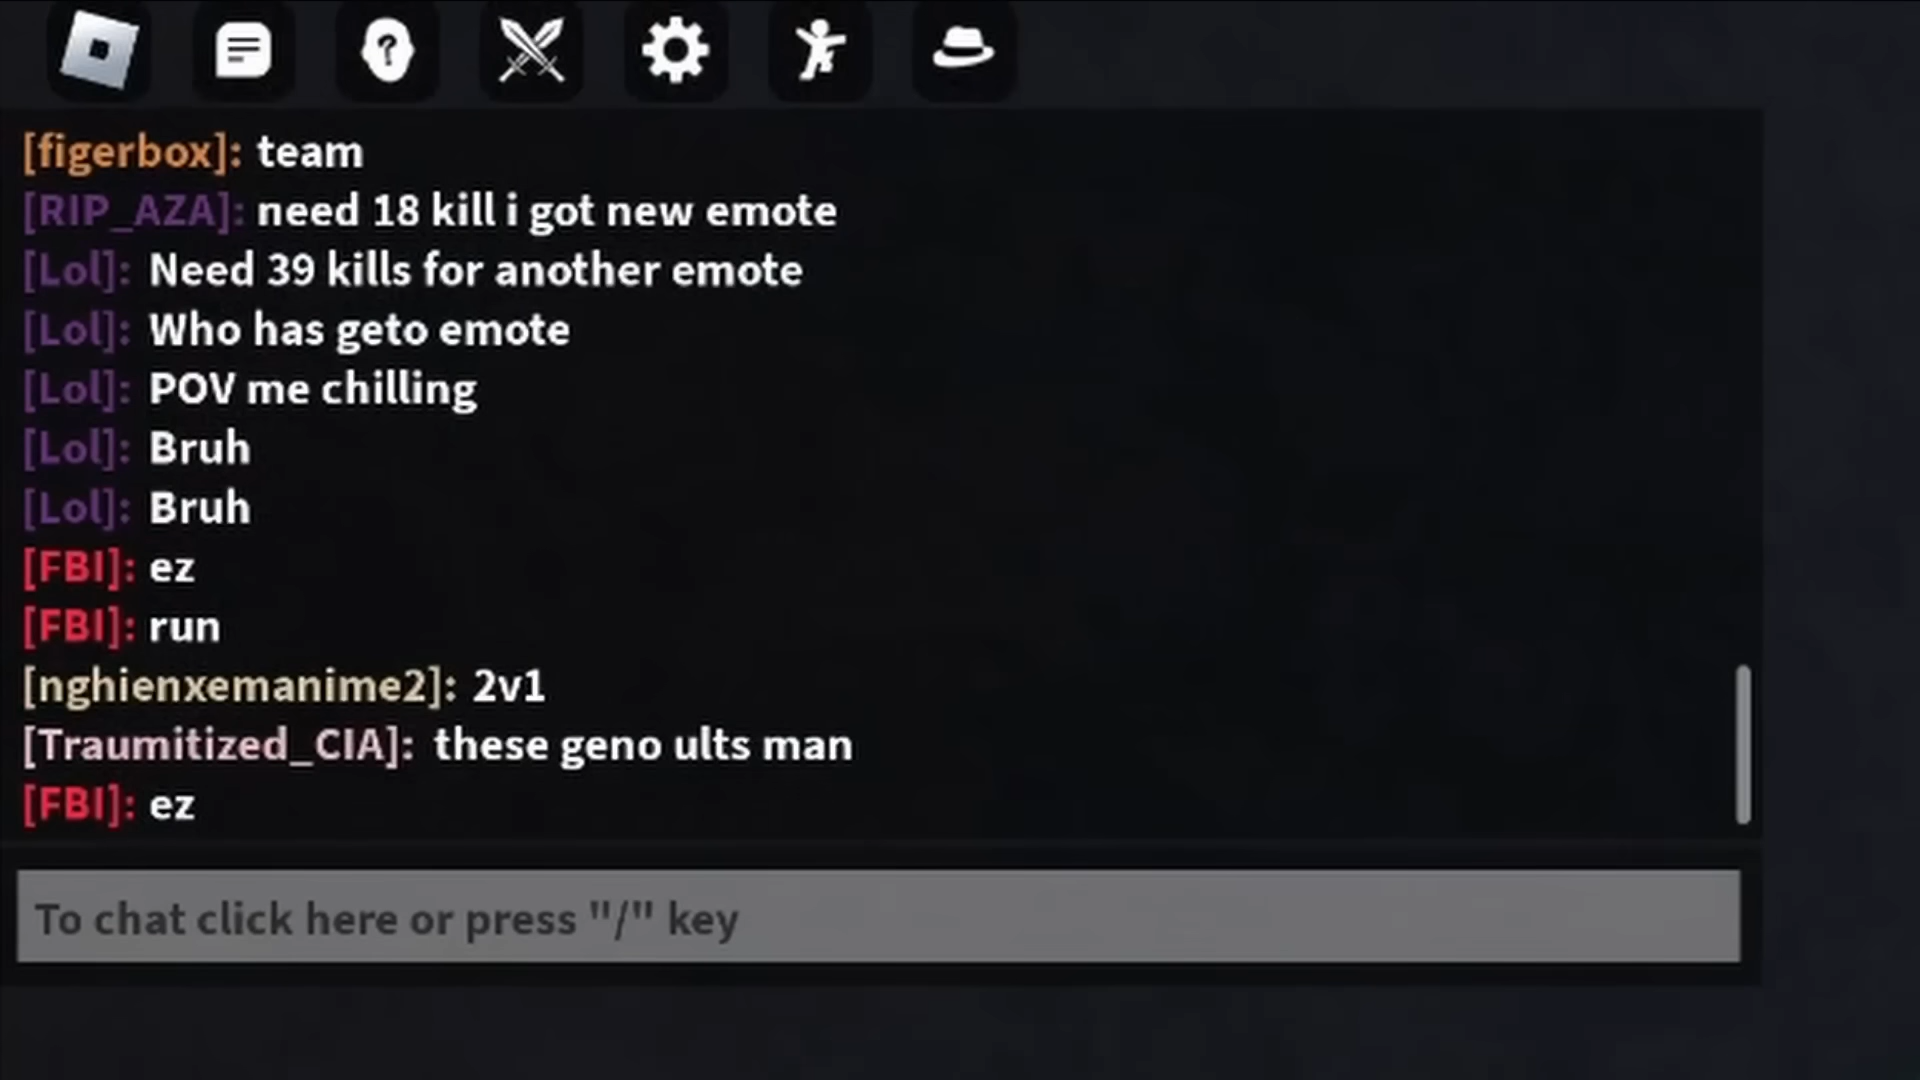 [figerbox]: team
[RIP_AZA]: need 18 kill i got new emote
[Lol]: Need 39 kills for another emote
[Lol]: Who has geto emote
[Lol]: POV me chilling
[Lol]: Bruh
[Lol]: Bruh
[FBI]: ez
[FBI]: run
[nghienxemanime2]: 2v1
[Traumitized_CIA]: these geno ults man
[FBI]: ez
To chat click here or press "/" key